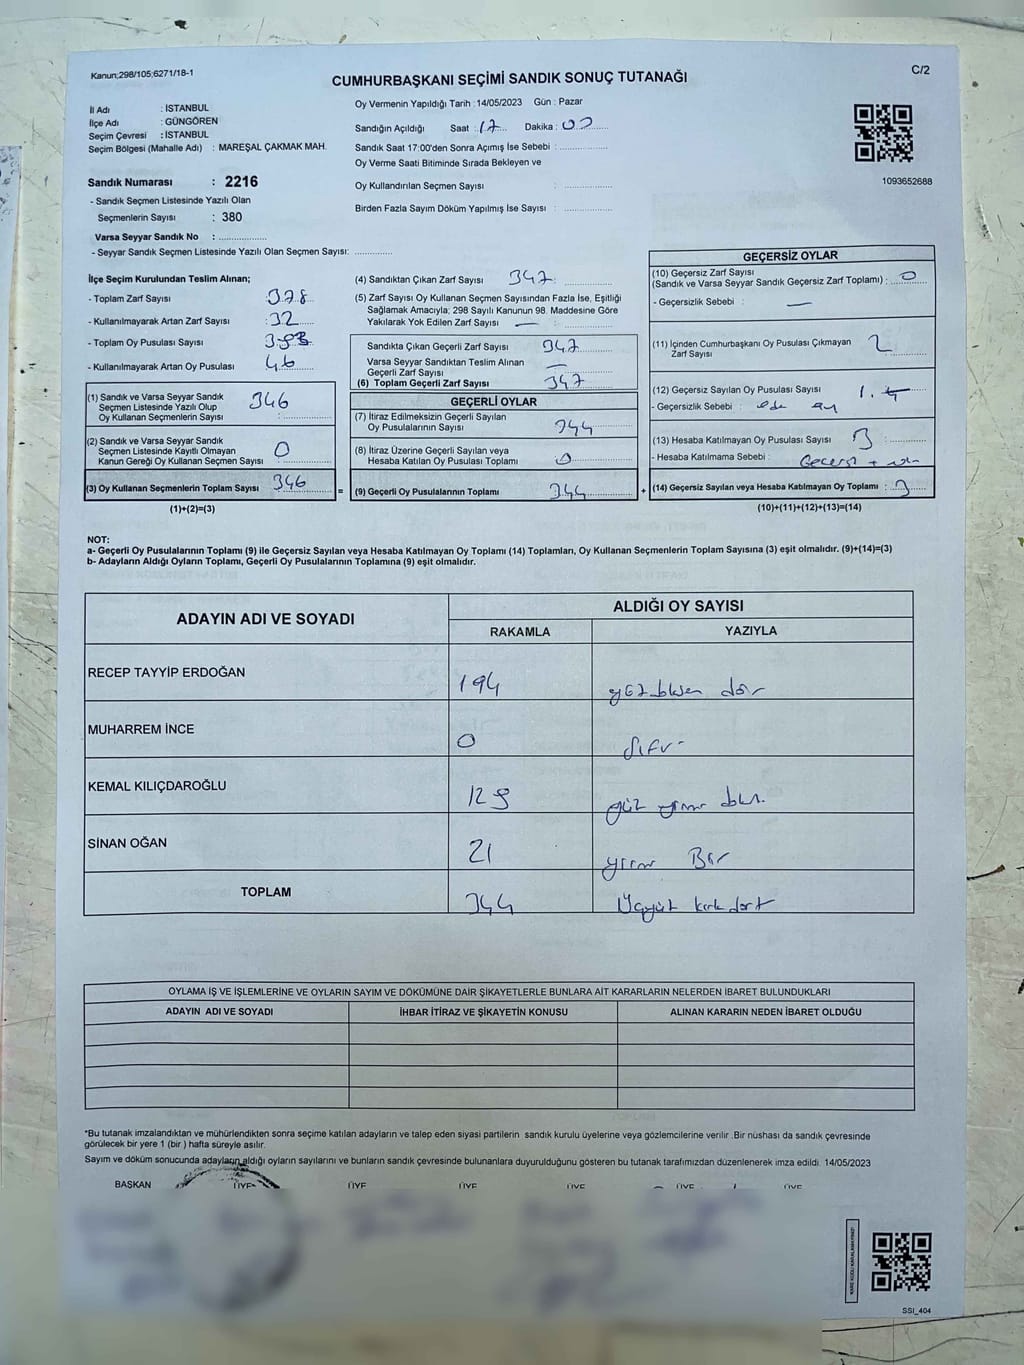 Kanun;298/105;6271/18-1
C/2
CUMHURBAŞKANI SEÇİMİ SANDIK SONUÇ TUTANAĞI
İl Adı : İSTANBUL
İlçe Adı : GÜNGÖREN
Seçim Çevresi : İSTANBUL
Seçim Bölgesi (Mahalle Adı) : MAREŞAL ÇAKMAK MAH.
Sandık Numarası : 2216
- Sandık Seçmen Listesinde Yazılı Olan
Seçmenlerin Sayısı : 380
Varsa Seyyar Sandık No :
- Seyyar Sandık Seçmen Listesinde Yazılı Olan Seçmen Sayısı:
Oy Vermenin Yapıldığı Tarih : 14/05/2023 Gün : Pazar
Sandığın Açıldığı Saat : 17 Dakika : 00
Sandık Saat 17:00'den Sonra Açımış İse Sebebi :
Oy Verme Saati Bitiminde Sırada Bekleyen ve
Oy Kullandırılan Seçmen Sayısı :
Birden Fazla Sayım Döküm Yapılmış İse Sayısı :
1093652688
İlçe Seçim Kurulundan Teslim Alınan;
- Toplam Zarf Sayısı : 378
- Kullanılmayarak Artan Zarf Sayısı : 32
- Toplam Oy Pusulası Sayısı :
- Kullanılmayarak Artan Oy Pusulası : 46
(1) Sandık ve Varsa Seyyar Sandık 346
Seçmen Listesinde Yazılı Olup
Oy Kullanan Seçmenlerin Sayısı :
(2) Sandık ve Varsa Seyyar Sandık
Seçmen Listesinde Kayıtlı Olmayan 0
Kanun Gereği Oy Kullanan Seçmen Sayısı :
(3) Oy Kullanan Seçmenlerin Toplam Sayısı : 346
(1)+(2)=(3)
(4) Sandıktan Çıkan Zarf Sayısı : 347
(5) Zarf Sayısı Oy Kullanan Seçmen Sayısından Fazla İse, Eşitliği
Sağlamak Amacıyla; 298 Sayılı Kanunun 98. Maddesine Göre
Yakılarak Yok Edilen Zarf Sayısı : —
Sandıkta Çıkan Geçerli Zarf Sayısı : 347
Varsa Seyyar Sandıktan Teslim Alınan
Geçerli Zarf Sayısı : —
(6) Toplam Geçerli Zarf Sayısı : 347
GEÇERLİ OYLAR
(7) İtiraz Edilmeksizin Geçerli Sayılan
Oy Pusulalarının Sayısı : 344
(8) İtiraz Üzerine Geçerli Sayılan veya
Hesaba Katılan Oy Pusulası Toplamı : 0
= (9) Geçerli Oy Pusulalarının Toplamı : 344 +
GEÇERSİZ OYLAR
(10) Geçersiz Zarf Sayısı
(Sandık ve Varsa Seyyar Sandık Geçersiz Zarf Toplamı) : 0
- Geçersizlik Sebebi : —
(11) İçinden Cumhurbaşkanı Oy Pusulası Çıkmayan 2
Zarf Sayısı :
(12) Geçersiz Sayılan Oy Pusulası Sayısı : 1
- Geçersizlik Sebebi :
(13) Hesaba Katılmayan Oy Pusulası Sayısı : 3
- Hesaba Katılmama Sebebi :
(14) Geçersiz Sayılan veya Hesaba Katılmayan Oy Toplamı : 3
(10)+(11)+(12)+(13)=(14)
NOT:
a- Geçerli Oy Pusulalarının Toplamı (9) ile Geçersiz Sayılan veya Hesaba Katılmayan Oy Toplamı (14) Toplamları, Oy Kullanan Seçmenlerin Toplam Sayısına (3) eşit olmalıdır. (9)+(14)=(3)
b- Adayların Aldığı Oyların Toplamı, Geçerli Oy Pusulalarının Toplamına (9) eşit olmalıdır.
ADAYIN ADI VE SOYADI
ALDIĞI OY SAYISI
RAKAMLA YAZIYLA
RECEP TAYYİP ERDOĞAN 194
MUHARREM İNCE 0 sıfır
KEMAL KILIÇDAROĞLU 129
SİNAN OĞAN 21 yirmi Bir
TOPLAM 344 Üçyüz kırk dört
OYLAMA İŞ VE İŞLEMLERİNE VE OYLARIN SAYIM VE DÖKÜMÜNE DAİR ŞİKAYETLERLE BUNLARA AİT KARARLARIN NELERDEN İBARET BULUNDUKLARI
ADAYIN ADI VE SOYADI İHBAR İTİRAZ VE ŞİKAYETİN KONUSU ALINAN KARARIN NEDEN İBARET OLDUĞU
*Bu tutanak imzalandıktan ve mühürlendikten sonra seçime katılan adayların ve talep eden siyasi partilerin sandık kurulu üyelerine veya gözlemcilerine verilir .Bir nüshası da sandık çevresinde
görülecek bir yere 1 (bir ) hafta süreyle asılır.
Sayım ve döküm sonucunda adayların aldığı oyların sayılarını ve bunların sandık çevresinde bulunanlara duyurulduğunu gösteren bu tutanak tarafımızdan düzenlenerek imza edildi. 14/05/2023
BAŞKAN ÜYE ÜYE ÜYE ÜYE ÜYE ÜYE
SSI_404